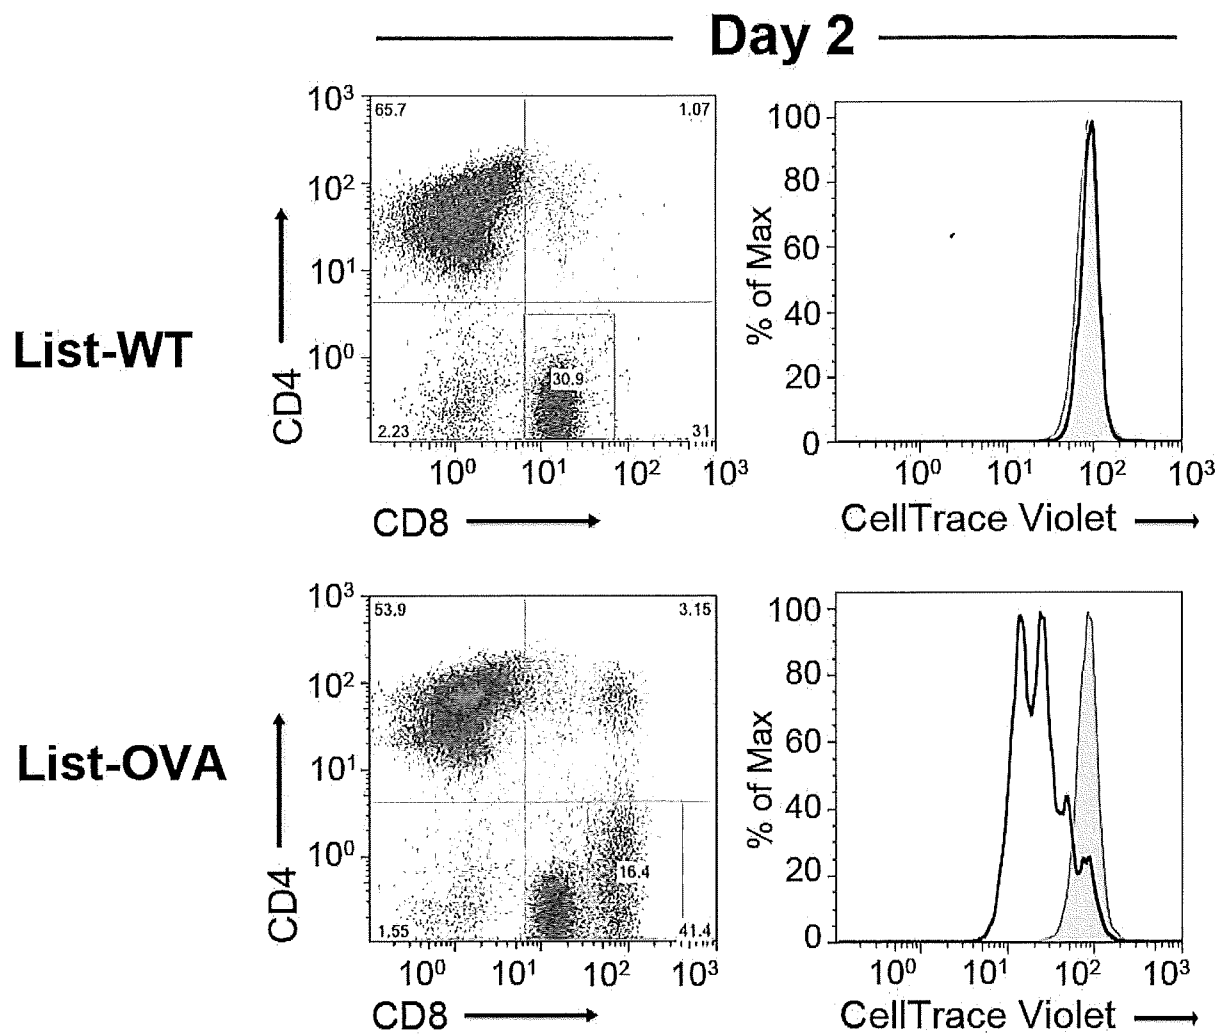 Day 2
List-WT
CD4
10³
10²
10¹
10⁰
65.7
1.07
30.9
2.23
31
10⁰ 10¹ 10² 10³
CD8
% of Max
100
80
60
40
20
0
10⁰ 10¹ 10² 10³
CellTrace Violet
List-OVA
CD4
10³
10²
10¹
10⁰
53.9
3.15
16.4
1.55
41.4
10⁰ 10¹ 10² 10³
CD8
% of Max
100
80
60
40
20
0
10⁰ 10¹ 10² 10³
CellTrace Violet